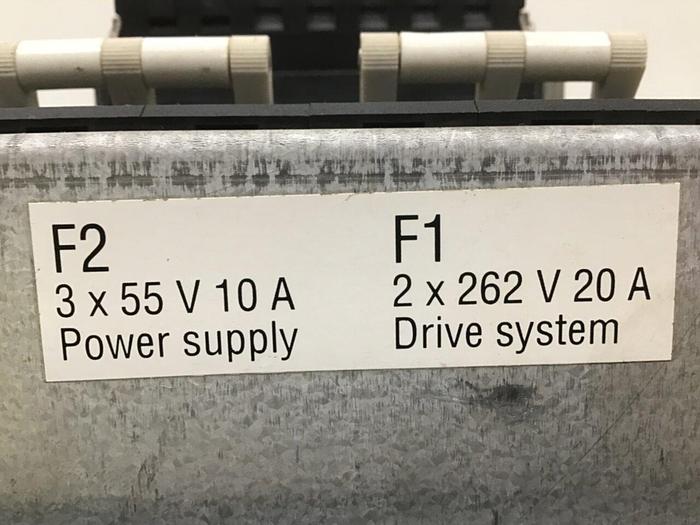 F2
3 x 55 V 10 A
Power supply
F1
2 x 262 V 20 A
Drive system